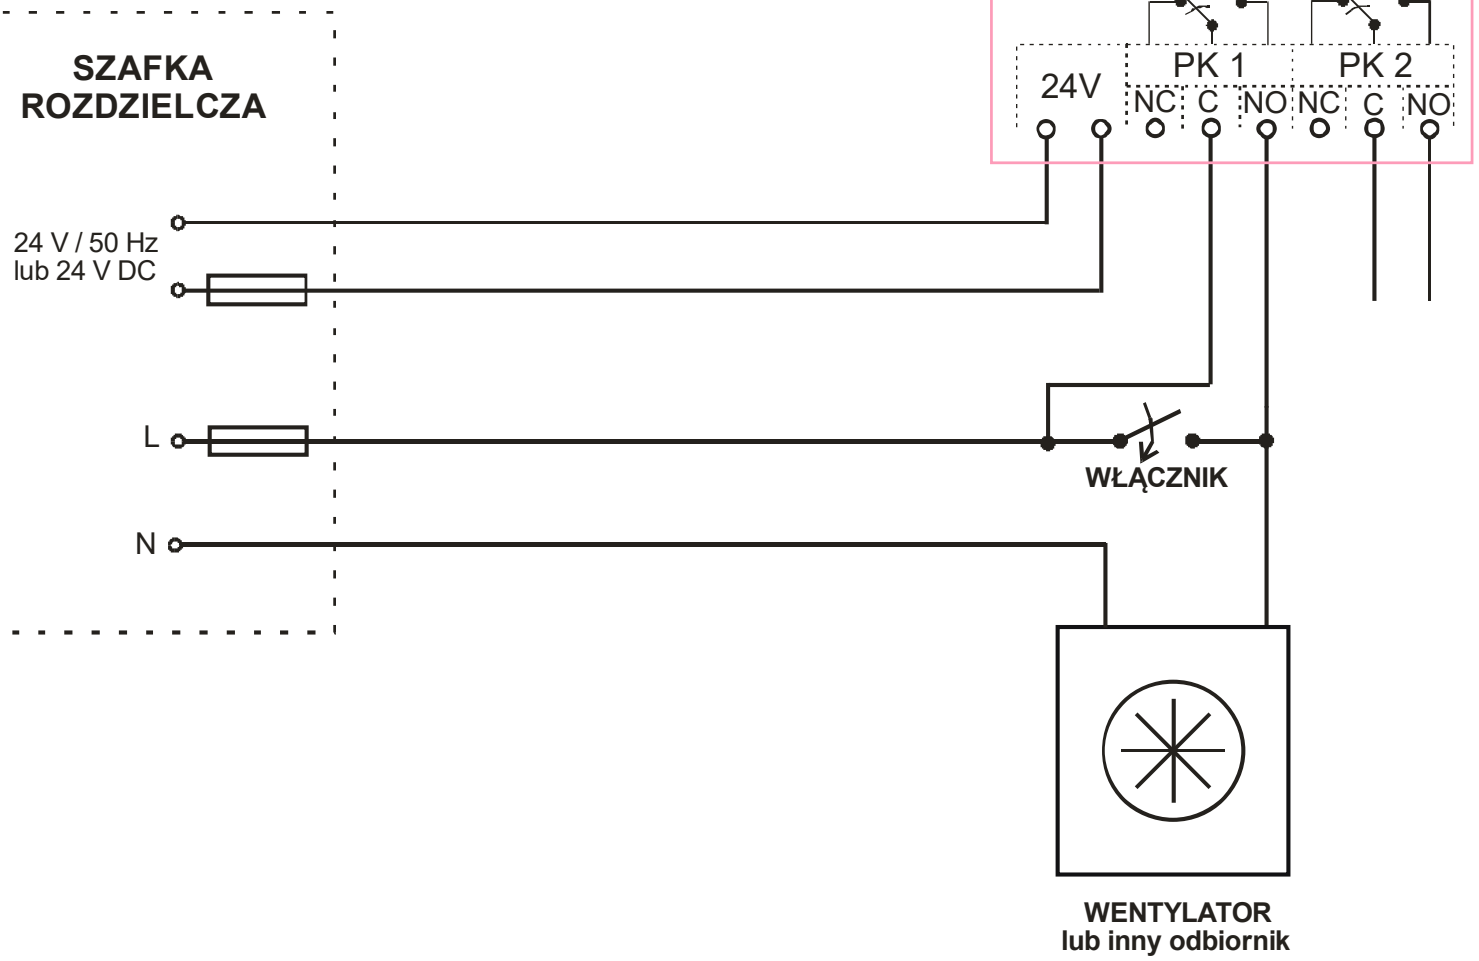 SZAFKA
ROZDZIELCZA
24V
PK 1
PK 2
NC C NO NC C NO
24 V / 50 Hz
lub 24 V DC
L
WŁĄCZNIK
N
WENTYLATOR
lub inny odbiornik